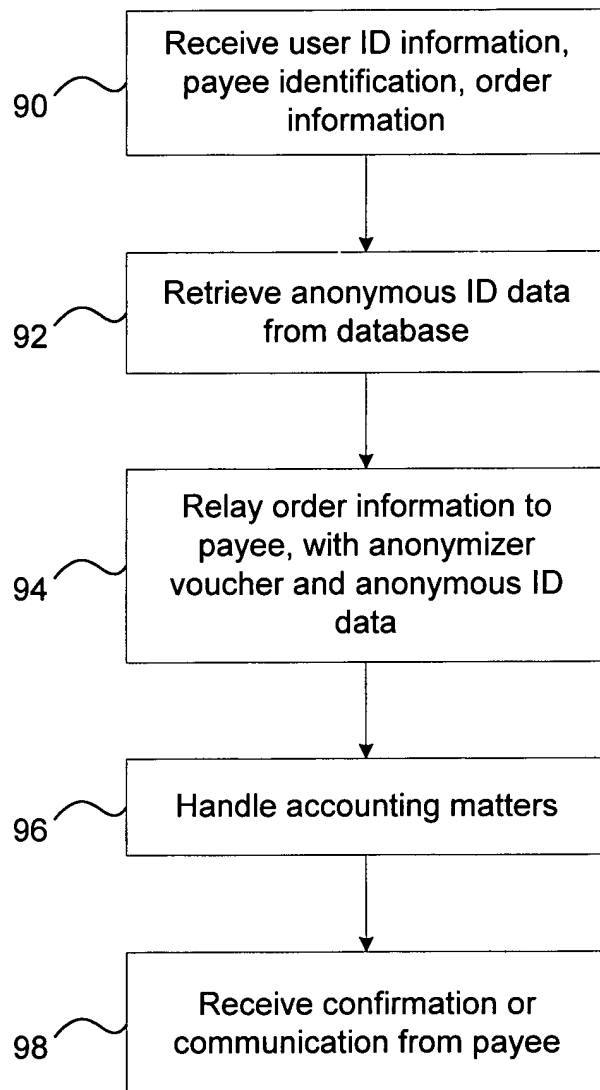 Receive user ID information,
payee identification, order
information
90
Retrieve anonymous ID data
from database
92
Relay order information to
payee, with anonymizer
voucher and anonymous ID
data
94
Handle accounting matters
96
Receive confirmation or
communication from payee
98